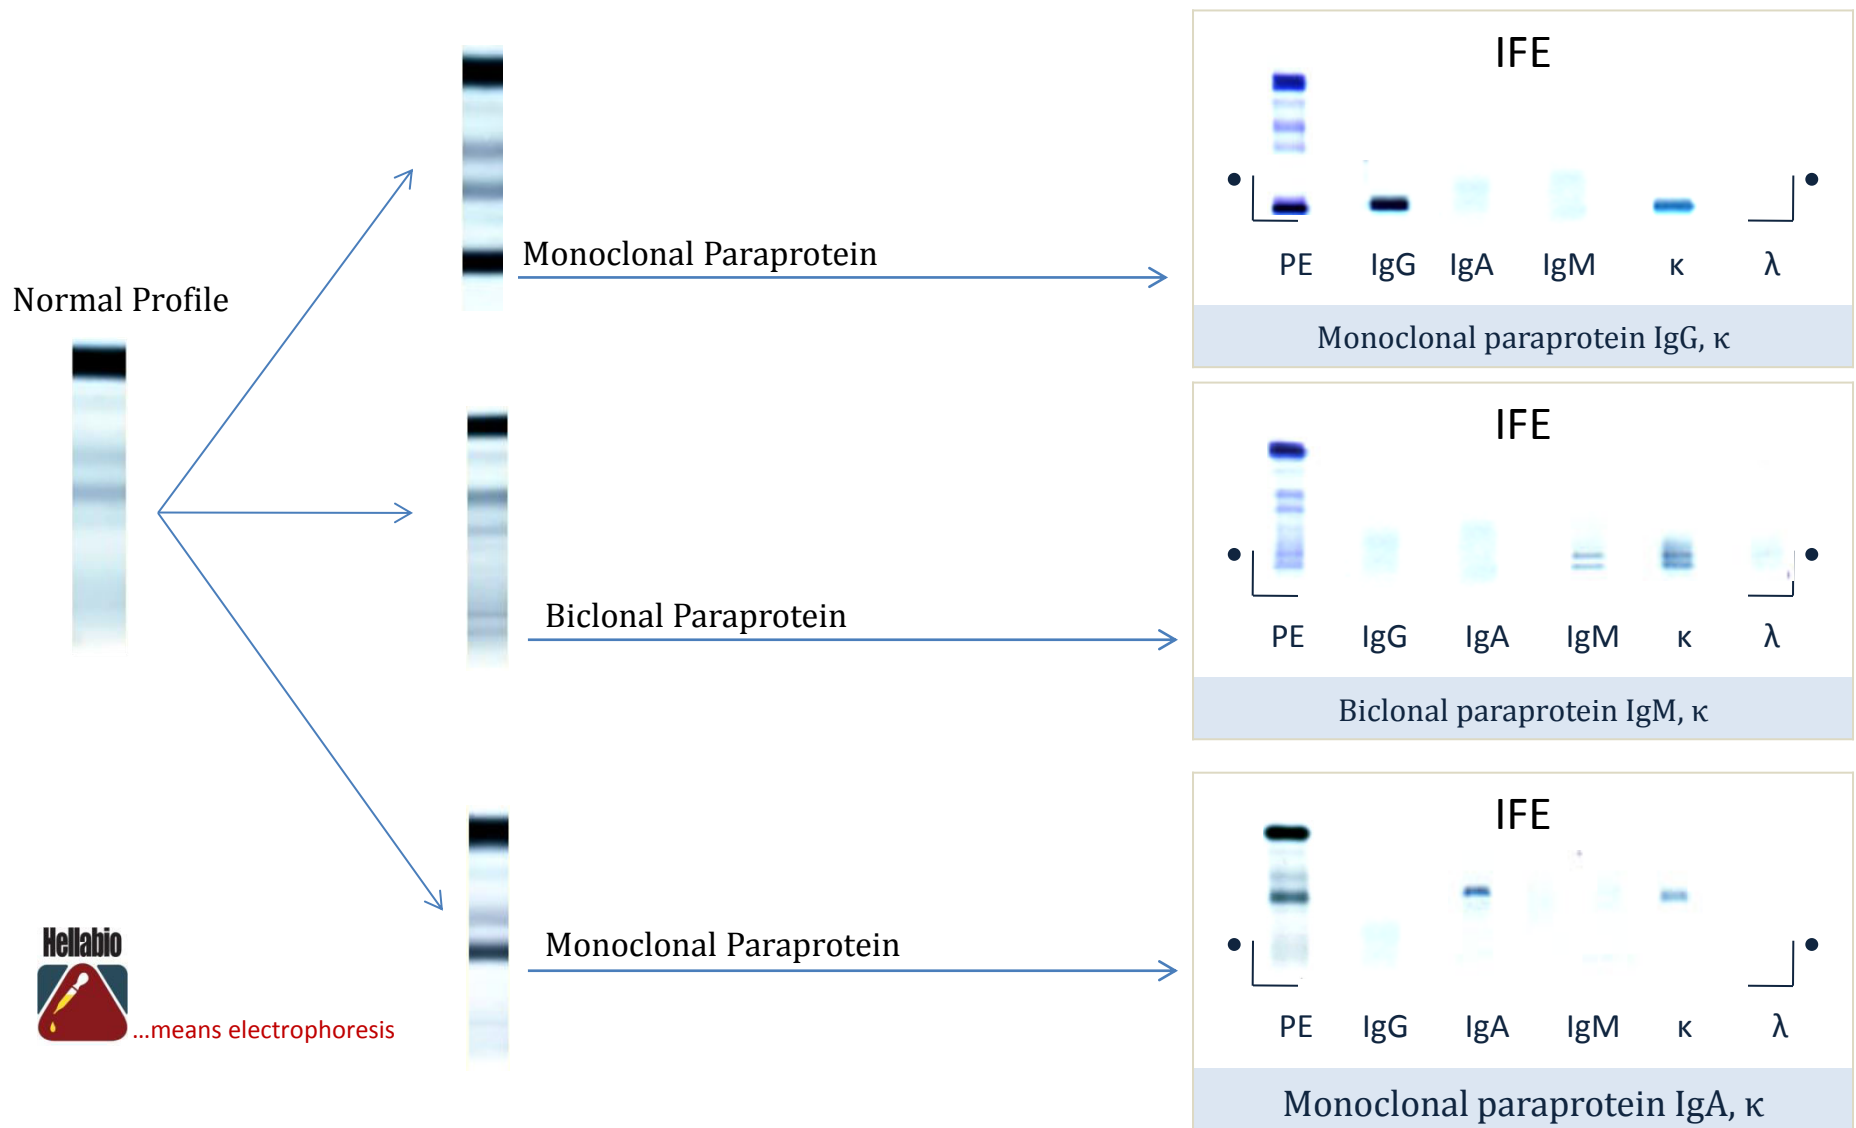 Normal Profile
Monoclonal Paraprotein
IFE
PE IgG IgA IgM κ λ
Monoclonal paraprotein IgG, κ
Biclonal Paraprotein
IFE
PE IgG IgA IgM κ λ
Biclonal paraprotein IgM, κ
Monoclonal Paraprotein
IFE
PE IgG IgA IgM κ λ
Monoclonal paraprotein IgA, κ
Hellabio
...means electrophoresis